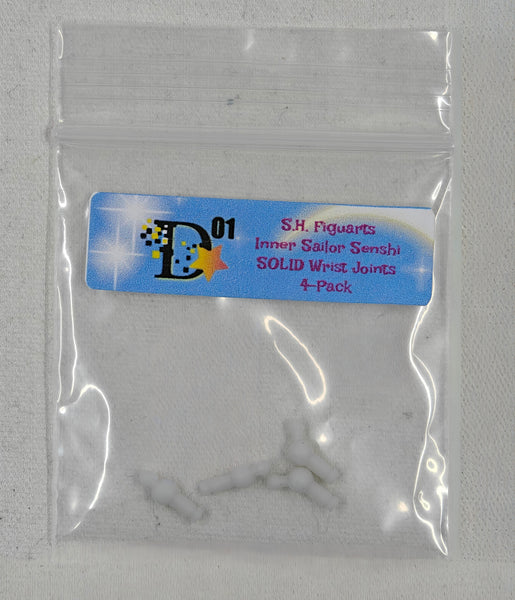 D01
S.H. Figuarts
Inner Sailor Senshi
SOLID Wrist Joints
4-Pack